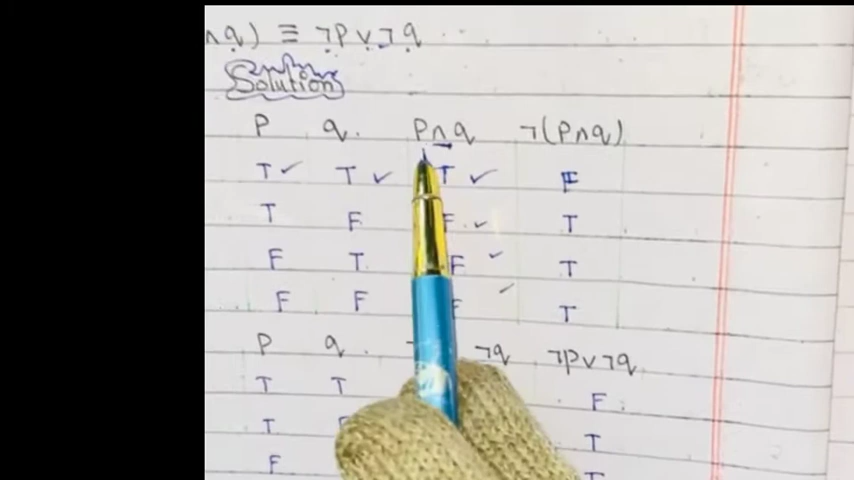 ∧q) ≡ ¬P∨¬q
Solution
P q. P∧q ¬(P∧q)
T ✓ T ✓ T ✓ F
T F F ✓ T
F T F ✓ T
F F F ✓ T
P q. ¬q ¬P∨¬q
T T F
T T
F